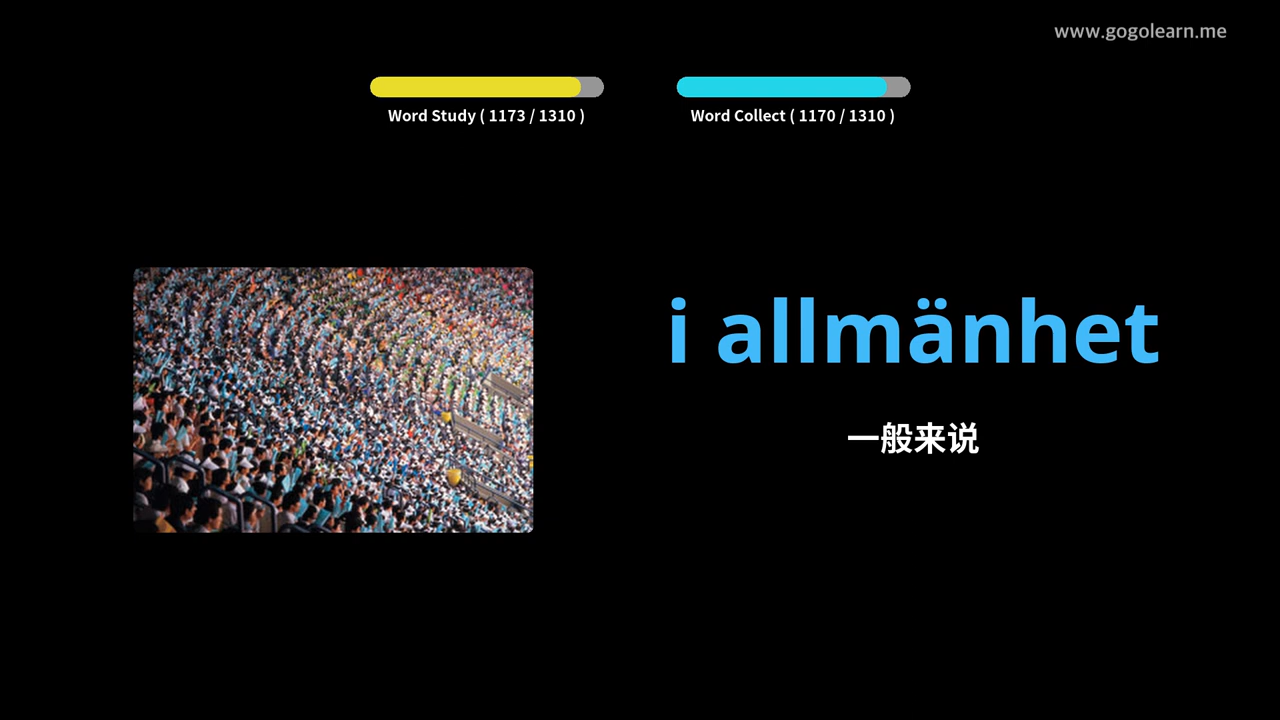 www.gogolearn.me
Word Study ( 1173 / 1310 )
Word Collect ( 1170 / 1310 )
i allmänhet
一般来说